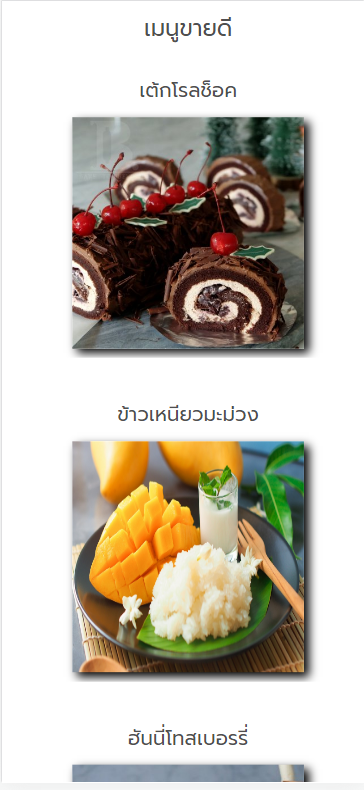 เมนูขายดี
เต้กโรลช็อค
ข้าวเหนียวมะม่วง
ฮันนี่โทสเบอรรี่